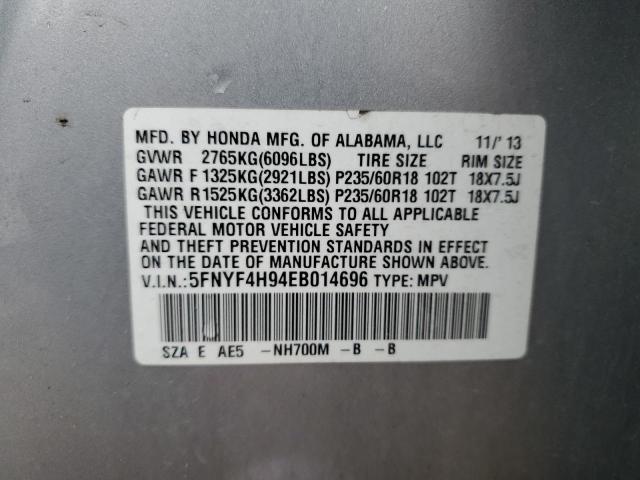 MFD. BY HONDA MFG. OF ALABAMA, LLC 11/'13
GVWR 2765KG(6096LBS) TIRE SIZE RIM SIZE
GAWR F 1325KG(2921LBS) P235/60R18 102T 18X7.5J
GAWR R 1525KG(3362LBS) P235/60R18 102T 18X7.5J
THIS VEHICLE CONFORMS TO ALL APPLICABLE
FEDERAL MOTOR VEHICLE SAFETY
AND THEFT PREVENTION STANDARDS IN EFFECT
ON THE DATE OF MANUFACTURE SHOWN ABOVE.
V.I.N.:5FNYF4H94EB014696 TYPE: MPV
SZA E AE5 -NH700M -B -B